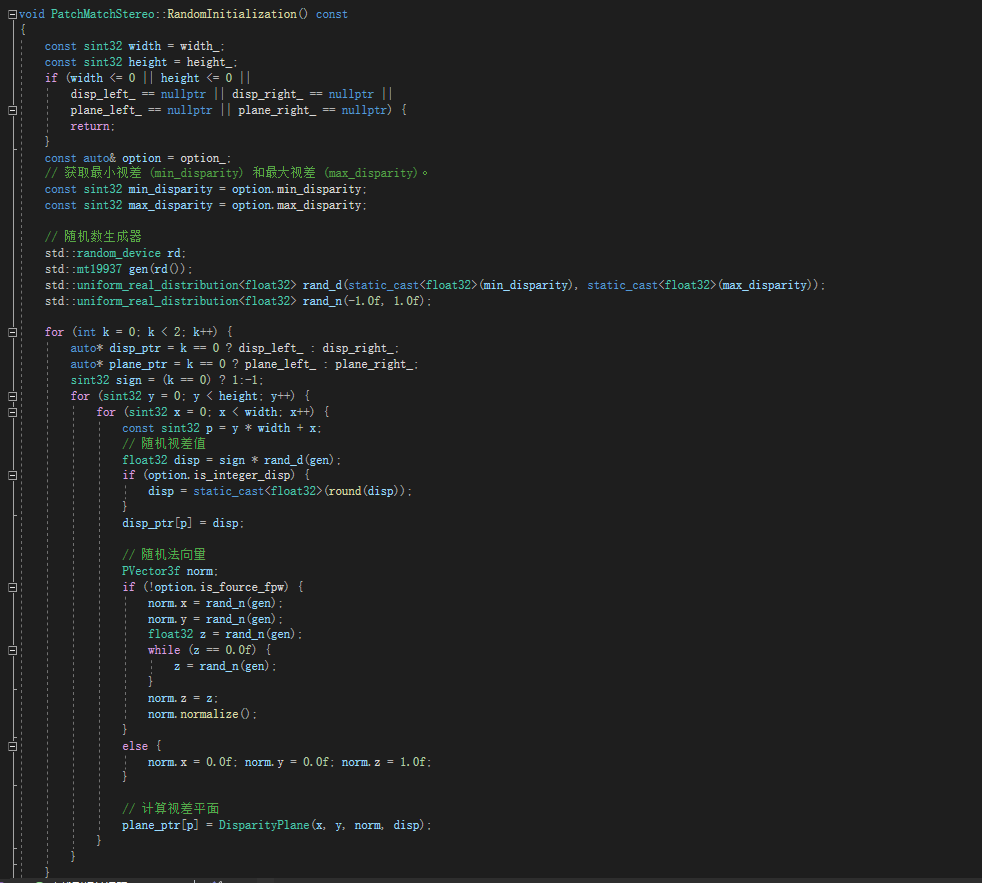 void PatchMatchStereo::RandomInitialization() const
{
    const sint32 width = width_;
    const sint32 height = height_;
    if (width <= 0 || height <= 0 ||
        disp_left_ == nullptr || disp_right_ == nullptr ||
        plane_left_ == nullptr || plane_right_ == nullptr) {
        return;
    }
    const auto& option = option_;
    // 获取最小视差 (min_disparity) 和最大视差 (max_disparity)。
    const sint32 min_disparity = option.min_disparity;
    const sint32 max_disparity = option.max_disparity;

    // 随机数生成器
    std::random_device rd;
    std::mt19937 gen(rd());
    std::uniform_real_distribution<float32> rand_d(static_cast<float32>(min_disparity), static_cast<float32>(max_disparity));
    std::uniform_real_distribution<float32> rand_n(-1.0f, 1.0f);

    for (int k = 0; k < 2; k++) {
        auto* disp_ptr = k == 0 ? disp_left_ : disp_right_;
        auto* plane_ptr = k == 0 ? plane_left_ : plane_right_;
        sint32 sign = (k == 0) ? 1:-1;
        for (sint32 y = 0; y < height; y++) {
            for (sint32 x = 0; x < width; x++) {
                const sint32 p = y * width + x;
                // 随机视差值
                float32 disp = sign * rand_d(gen);
                if (option.is_integer_disp) {
                    disp = static_cast<float32>(round(disp));
                }
                disp_ptr[p] = disp;

                // 随机法向量
                PVector3f norm;
                if (!option.is_fource_fpw) {
                    norm.x = rand_n(gen);
                    norm.y = rand_n(gen);
                    float32 z = rand_n(gen);
                    while (z == 0.0f) {
                        z = rand_n(gen);
                    }
                    norm.z = z;
                    norm.normalize();
                }
                else {
                    norm.x = 0.0f; norm.y = 0.0f; norm.z = 1.0f;
                }

                // 计算视差平面
                plane_ptr[p] = DisparityPlane(x, y, norm, disp);
            }
        }
    }